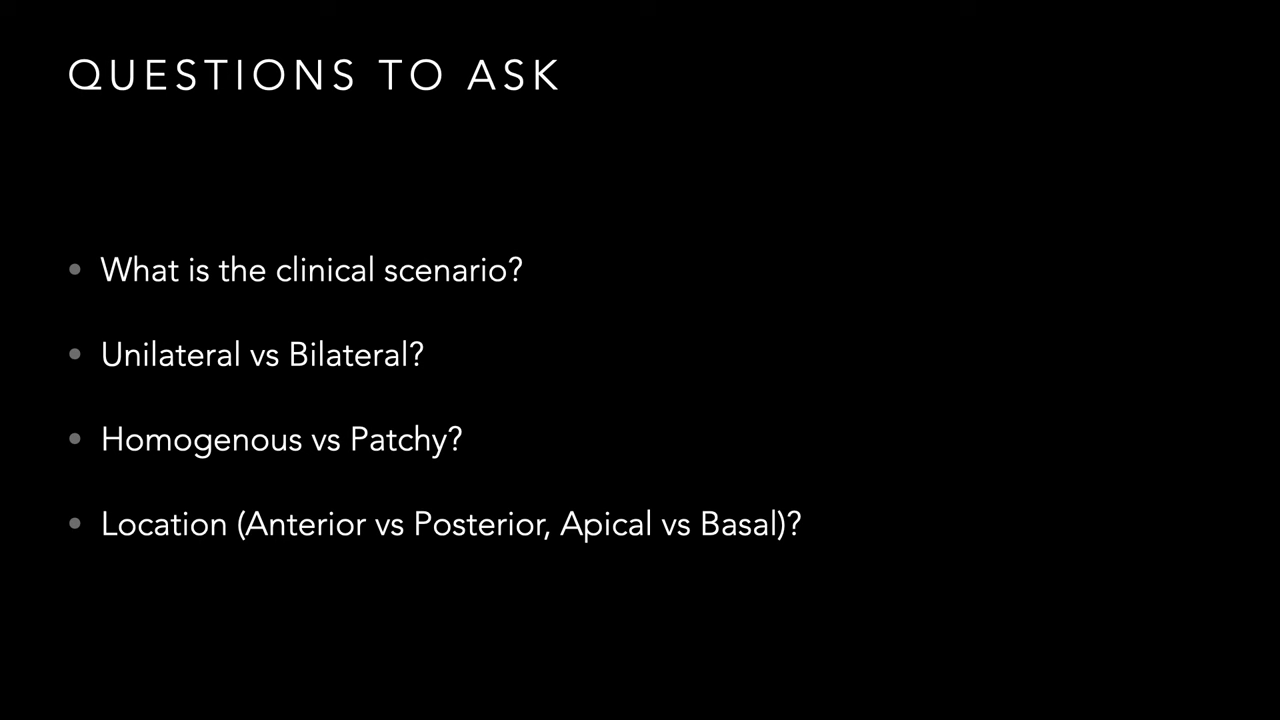 QUESTIONS TO ASK
• What is the clinical scenario?
• Unilateral vs Bilateral?
• Homogenous vs Patchy?
• Location (Anterior vs Posterior, Apical vs Basal)?